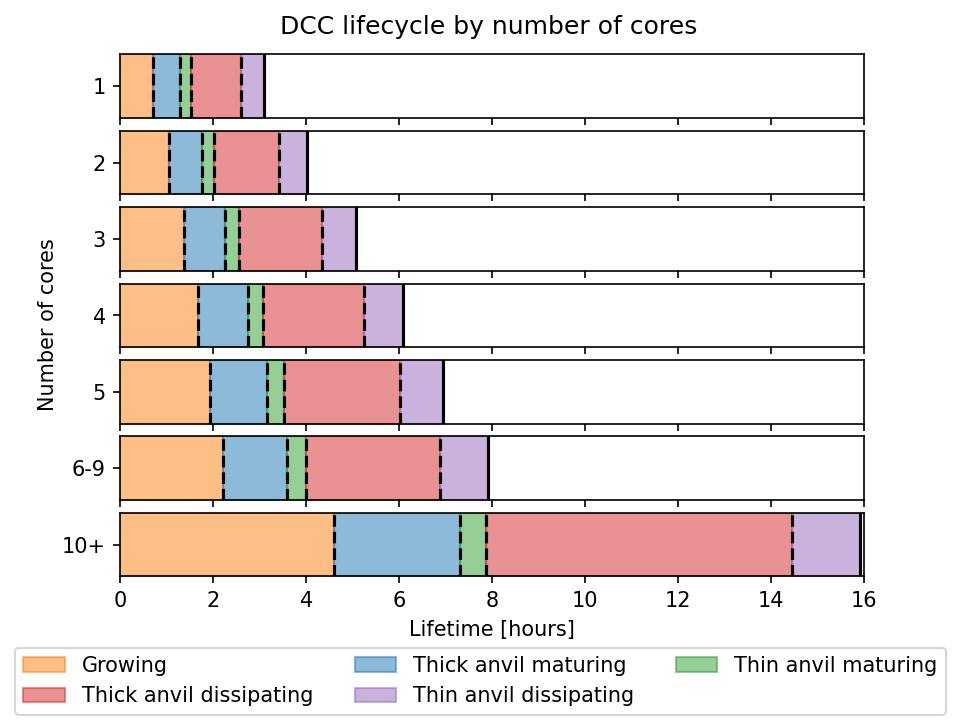 DCC lifecycle by number of cores
Number of cores
1
2
3
4
5
6-9
10+
0 2 4 6 8 10 12 14 16
Lifetime [hours]
Growing Thick anvil maturing Thin anvil maturing
Thick anvil dissipating Thin anvil dissipating